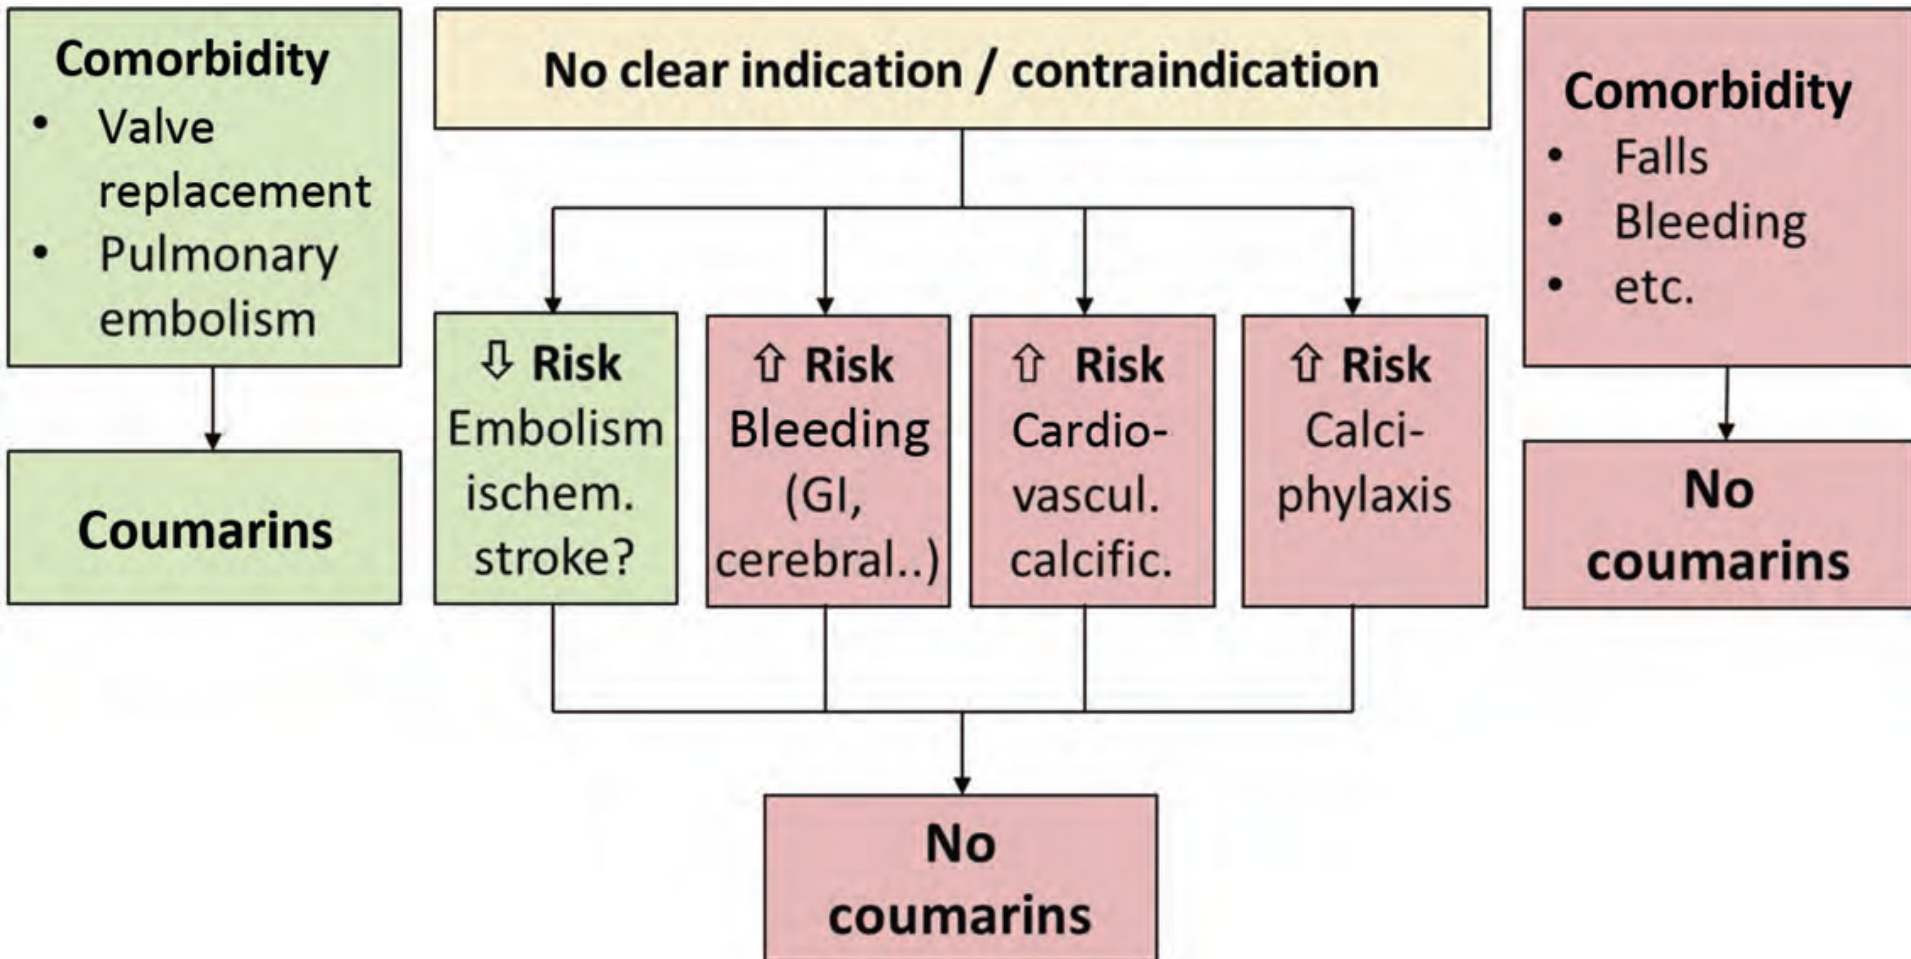 Comorbidity
• Valve
replacement
• Pulmonary
embolism
Coumarins
No clear indication / contraindication
⇩ Risk
Embolism
ischem.
stroke?
⇧ Risk
Bleeding
(GI,
cerebral..)
⇧ Risk
Cardio-
vascul.
calcific.
⇧ Risk
Calci-
phylaxis
No
coumarins
Comorbidity
• Falls
• Bleeding
• etc.
No
coumarins